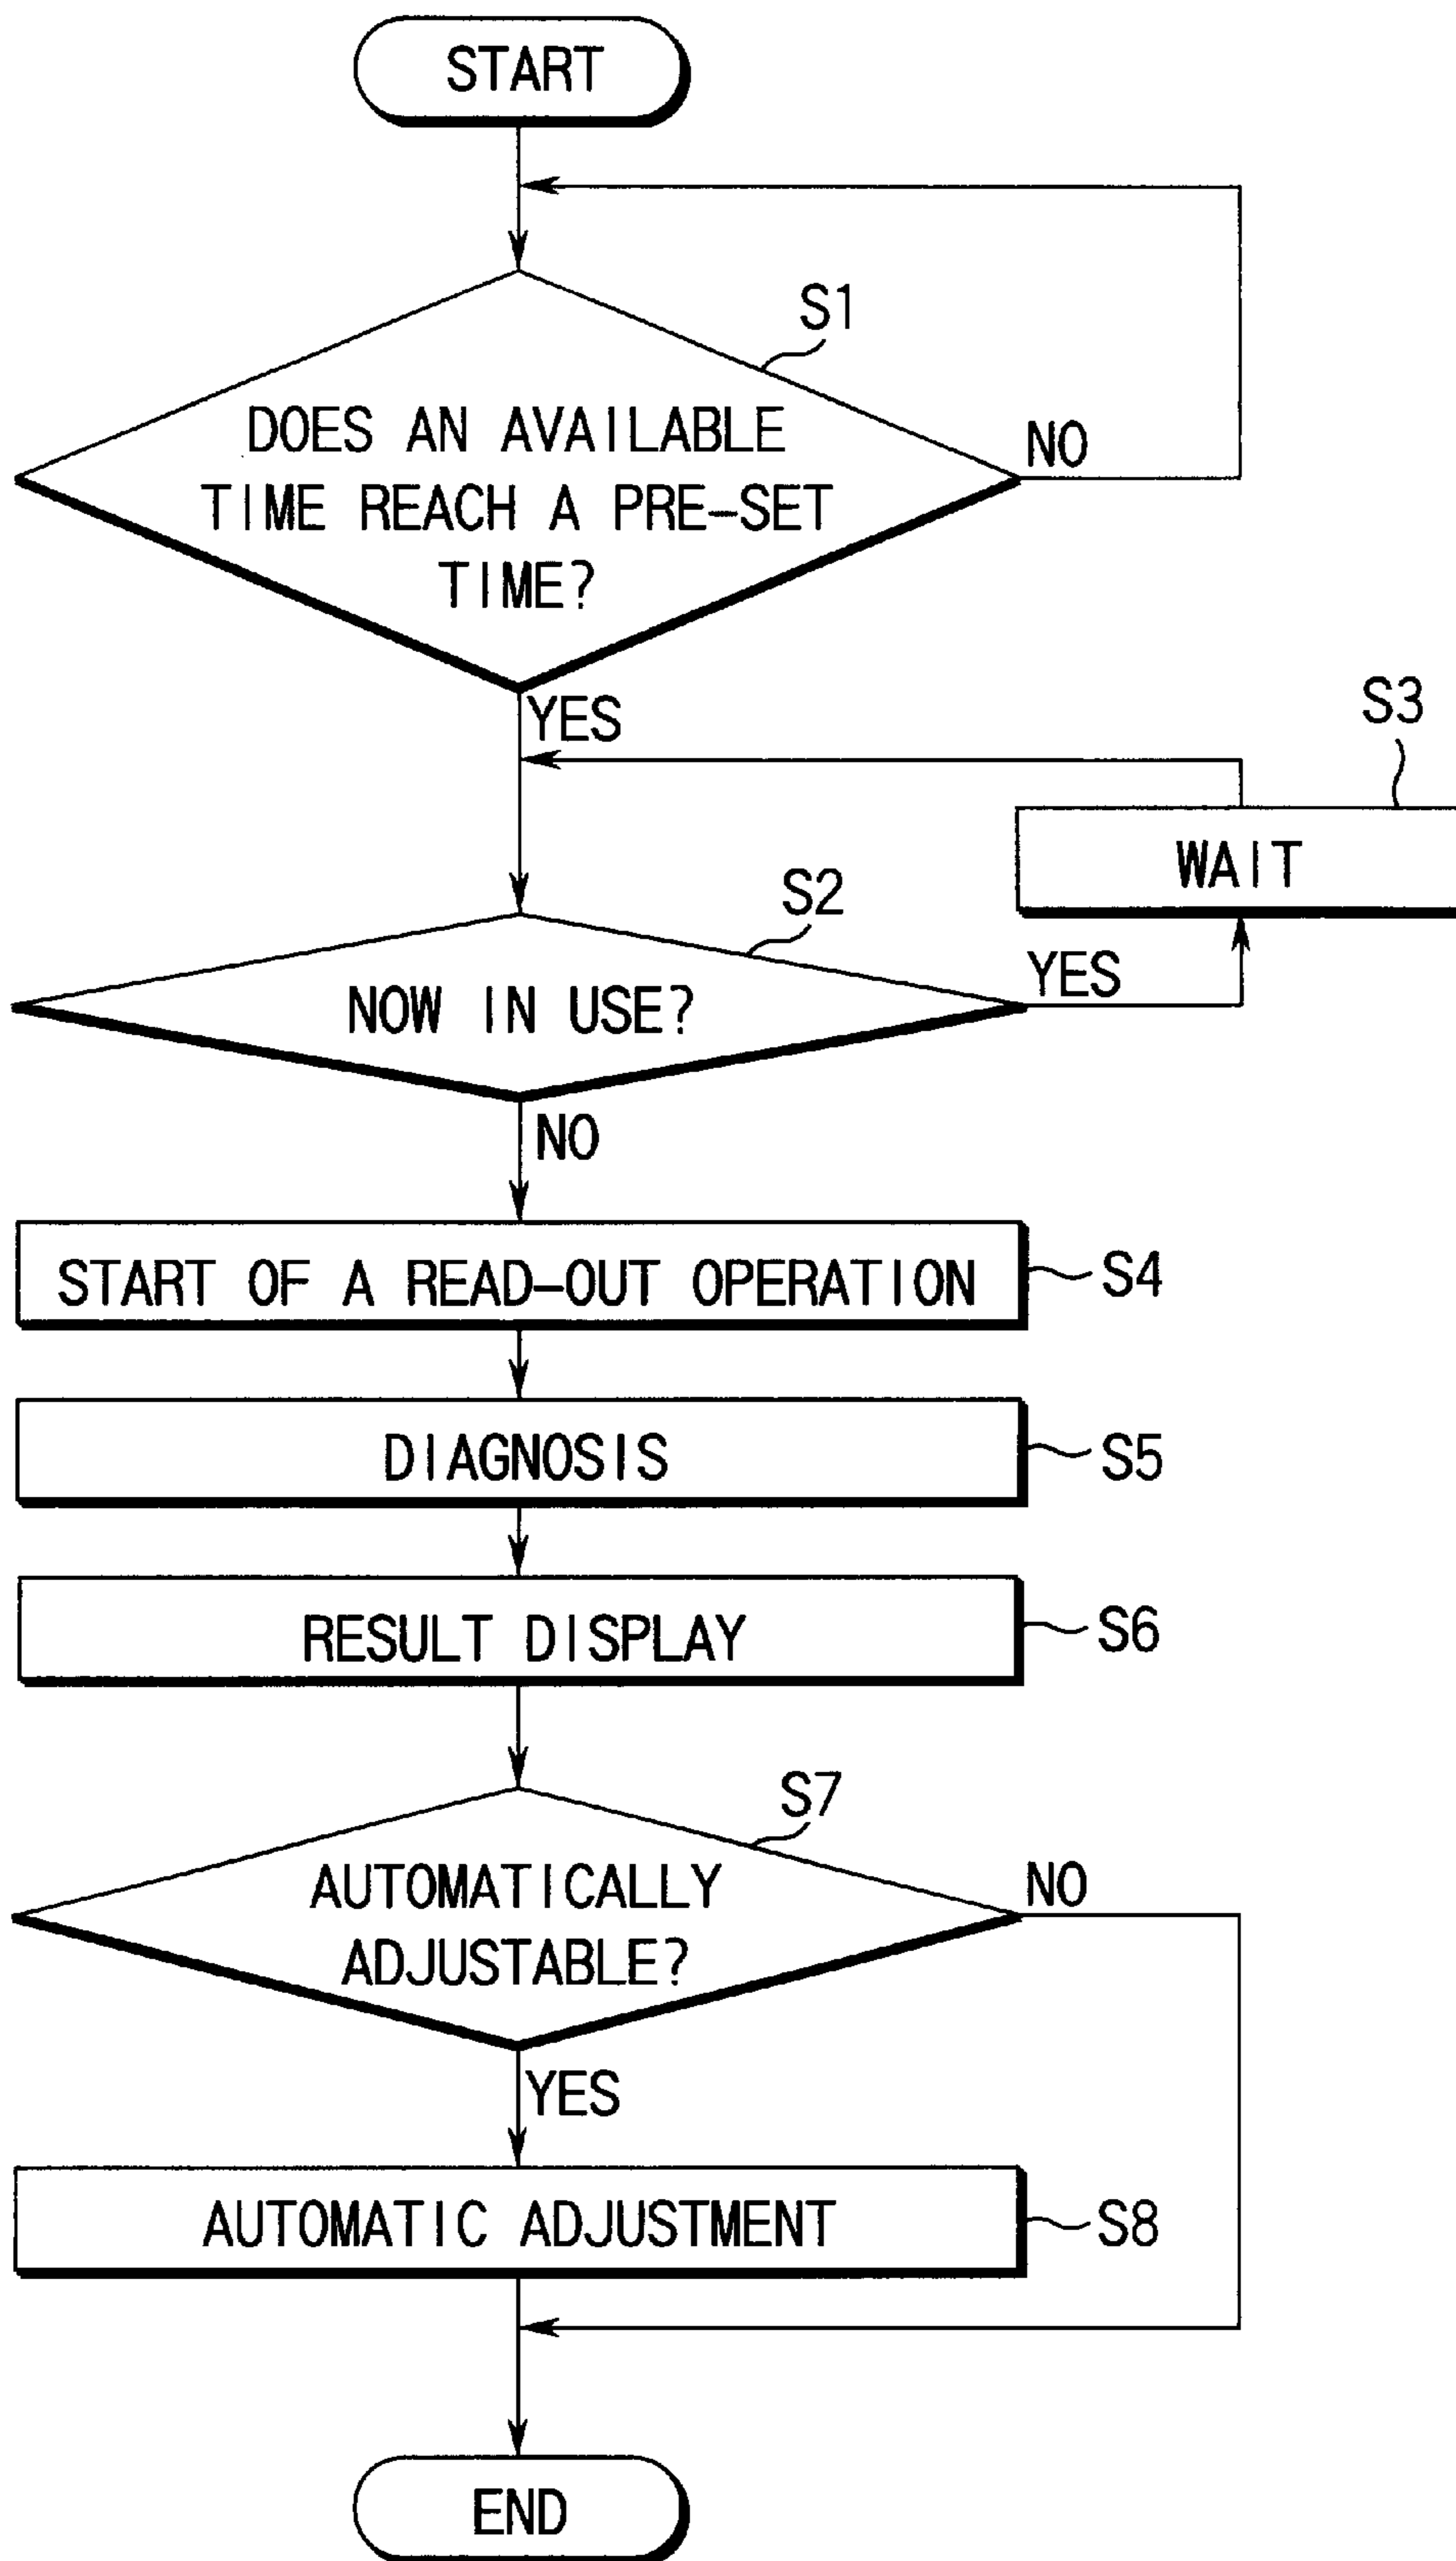 START
S1
DOES AN AVAILABLE
TIME REACH A PRE-SET
TIME?
NO
YES
S3
WAIT
S2
NOW IN USE?
YES
NO
START OF A READ-OUT OPERATION
S4
DIAGNOSIS
S5
RESULT DISPLAY
S6
S7
AUTOMATICALLY
ADJUSTABLE?
NO
YES
AUTOMATIC ADJUSTMENT
S8
END